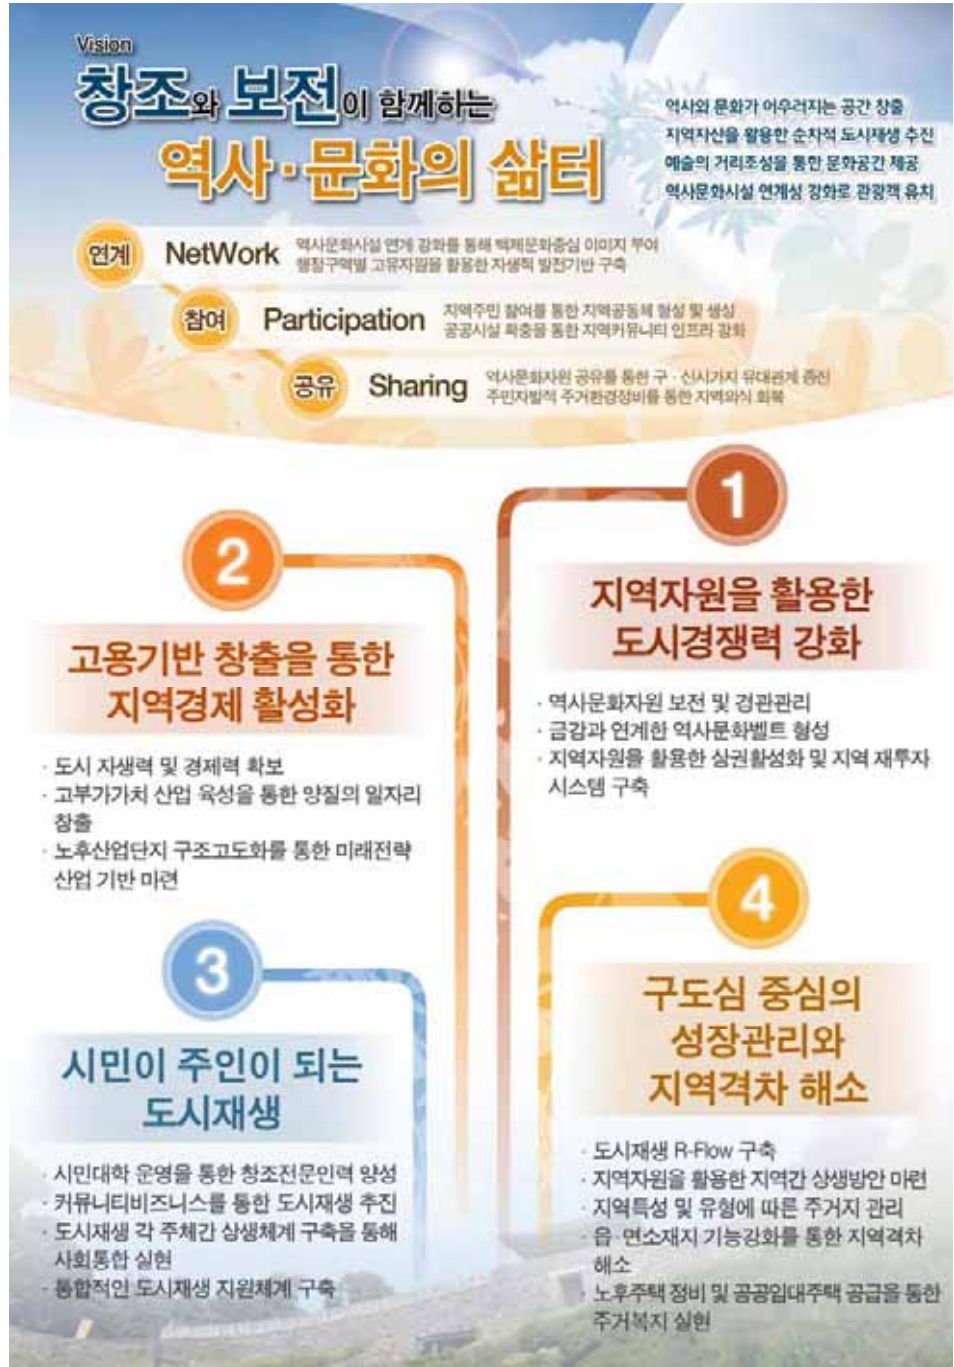 Vision
창조와 보전이 함께하는
역사·문화의 삶터
역사와 문화가 어우러지는 공간 창출
지역자산을 활용한 순차적 도시재생 추진
예술의 거리조성을 통한 문화공간 제공
역사문화시설 연계성 강화로 관광객 유치
연계 NetWork
역사문화시설 연계 강화를 통해 백제문화중심 이미지 부여
행정구역별 고유자원을 활용한 자생적 발전기반 구축
참여 Participation
지역주민 참여를 통한 지역공동체 형성 및 생성
공공시설 확충을 통한 지역커뮤니티 인프라 강화
공유 Sharing
역사문화자원 공유를 통한 구·신시가지 유대관계 증진
주민자발적 주거환경정비를 통한 지역의식 회복
1
지역자원을 활용한
도시경쟁력 강화
· 역사문화자원 보전 및 경관관리
· 금강과 연계한 역사문화벨트 형성
· 지역자원을 활용한 상권활성화 및 지역 재투자
시스템 구축
2
고용기반 창출을 통한
지역경제 활성화
· 도시 자생력 및 경제력 확보
· 고부가가치 산업 육성을 통한 양질의 일자리
창출
· 노후산업단지 구조고도화를 통한 미래전략
산업 기반 마련
3
시민이 주인이 되는
도시재생
· 시민대학 운영을 통한 창조전문인력 양성
· 커뮤니티비즈니스를 통한 도시재생 추진
· 도시재생 각 주체간 상생체계 구축을 통해
사회통합 실현
· 통합적인 도시재생 지원체계 구축
4
구도심 중심의
성장관리와
지역격차 해소
· 도시재생 R-Flow 구축
· 지역자원을 활용한 지역간 상생방안 마련
· 지역특성 및 유형에 따른 주거지 관리
· 읍·면소재지 기능강화를 통한 지역격차
해소
· 노후주택 정비 및 공공임대주택 공급을 통한
주거복지 실현